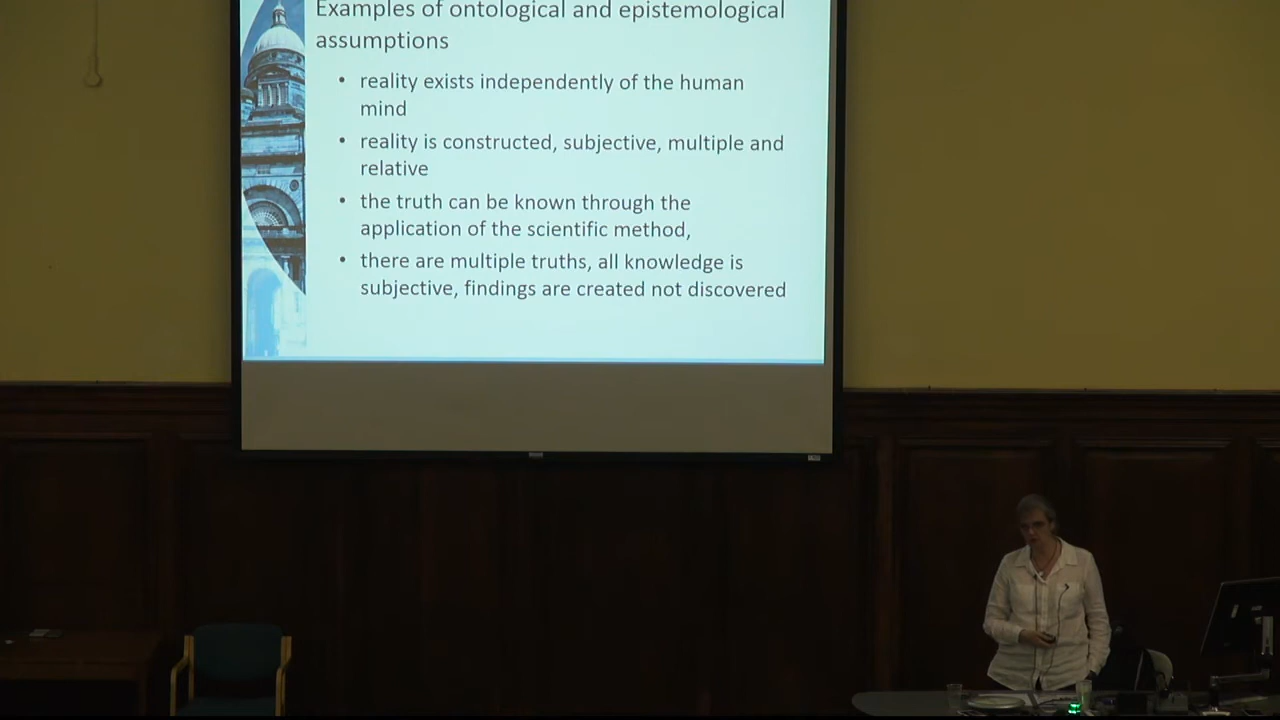 Examples of ontological and epistemological
assumptions
• reality exists independently of the human
mind
• reality is constructed, subjective, multiple and
relative
• the truth can be known through the
application of the scientific method,
• there are multiple truths, all knowledge is
subjective, findings are created not discovered